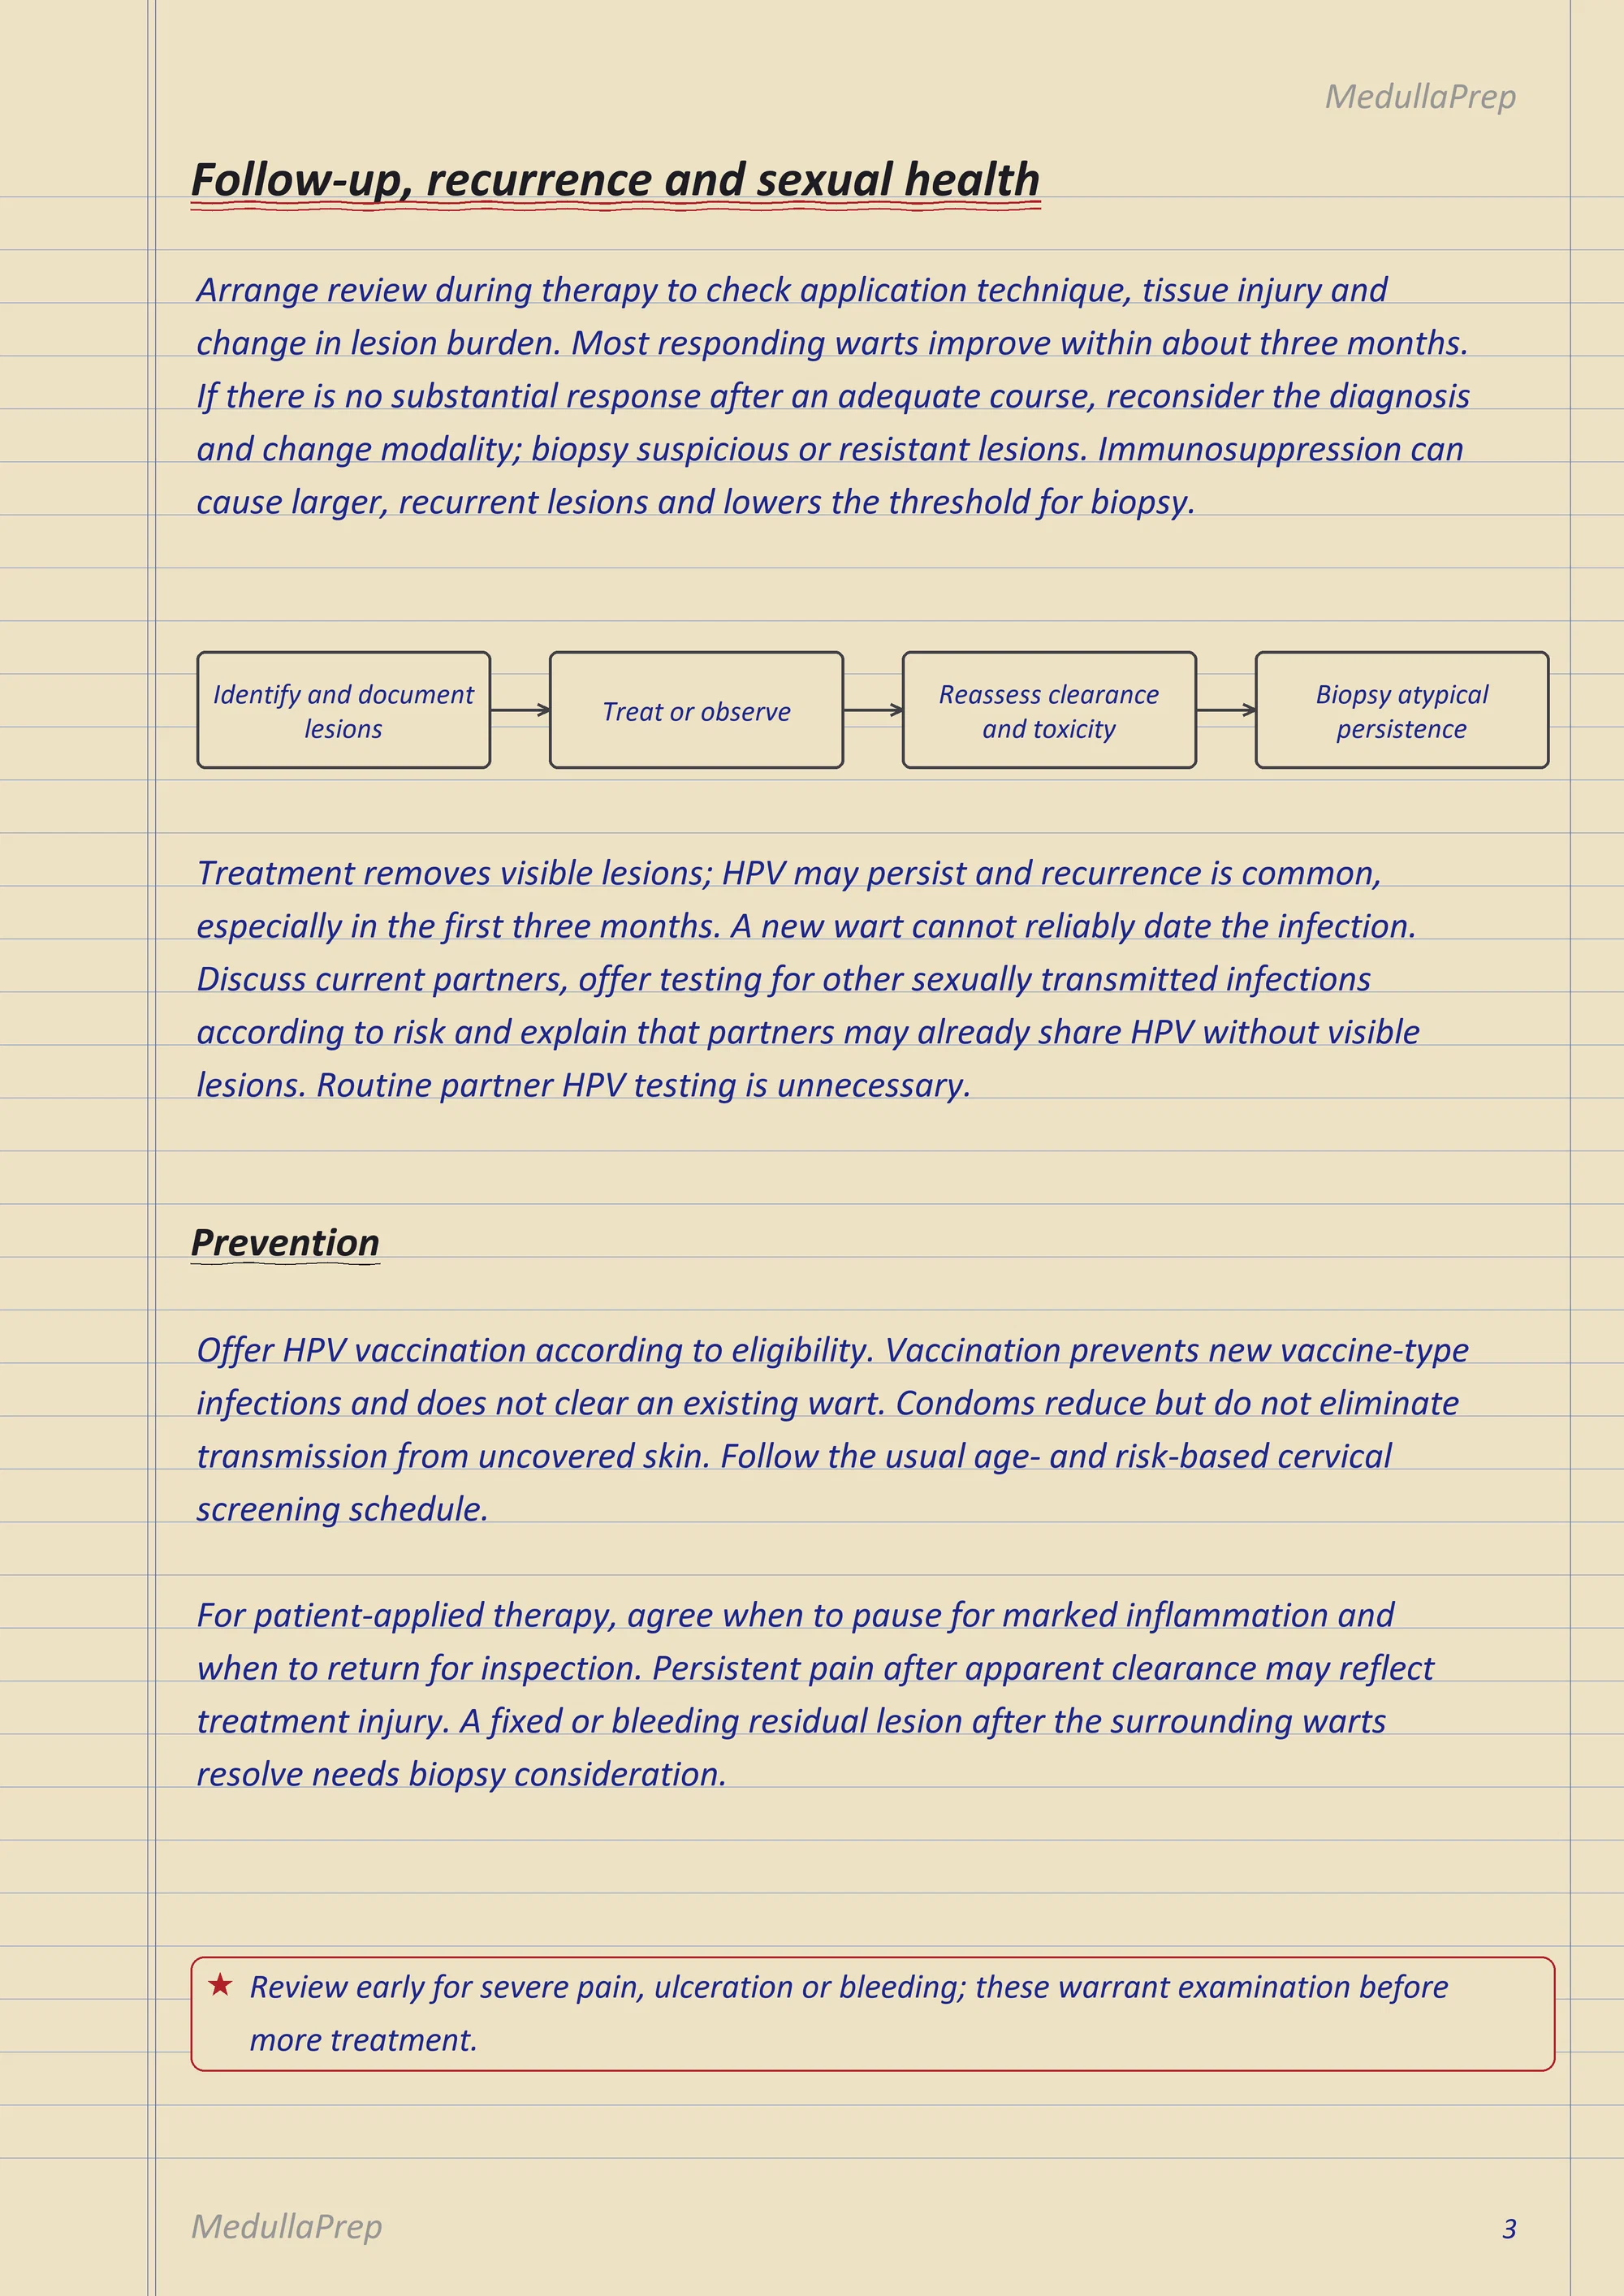 MedullaPrep
Follow-up, recurrence and sexual health
Arrange review during therapy to check application technique, tissue injury and
change in lesion burden. Most responding warts improve within about three months.
If there is no substantial response after an adequate course, reconsider the diagnosis
and change modality; biopsy suspicious or resistant lesions. Immunosuppression can
cause larger, recurrent lesions and lowers the threshold for biopsy.
Identify and document
lesions
Treat or observe
Reassess clearance
and toxicity
Biopsy atypical
persistence
Treatment removes visible lesions; HPV may persist and recurrence is common,
especially in the first three months. A new wart cannot reliably date the infection.
Discuss current partners, offer testing for other sexually transmitted infections
according to risk and explain that partners may already share HPV without visible
lesions. Routine partner HPV testing is unnecessary.
Prevention
Offer HPV vaccination according to eligibility. Vaccination prevents new vaccine-type
infections and does not clear an existing wart. Condoms reduce but do not eliminate
transmission from uncovered skin. Follow the usual age- and risk-based cervical
screening schedule.
For patient-applied therapy, agree when to pause for marked inflammation and
when to return for inspection. Persistent pain after apparent clearance may reflect
treatment injury. A fixed or bleeding residual lesion after the surrounding warts
resolve needs biopsy consideration.
★ Review early for severe pain, ulceration or bleeding; these warrant examination before
more treatment.
MedullaPrep
3